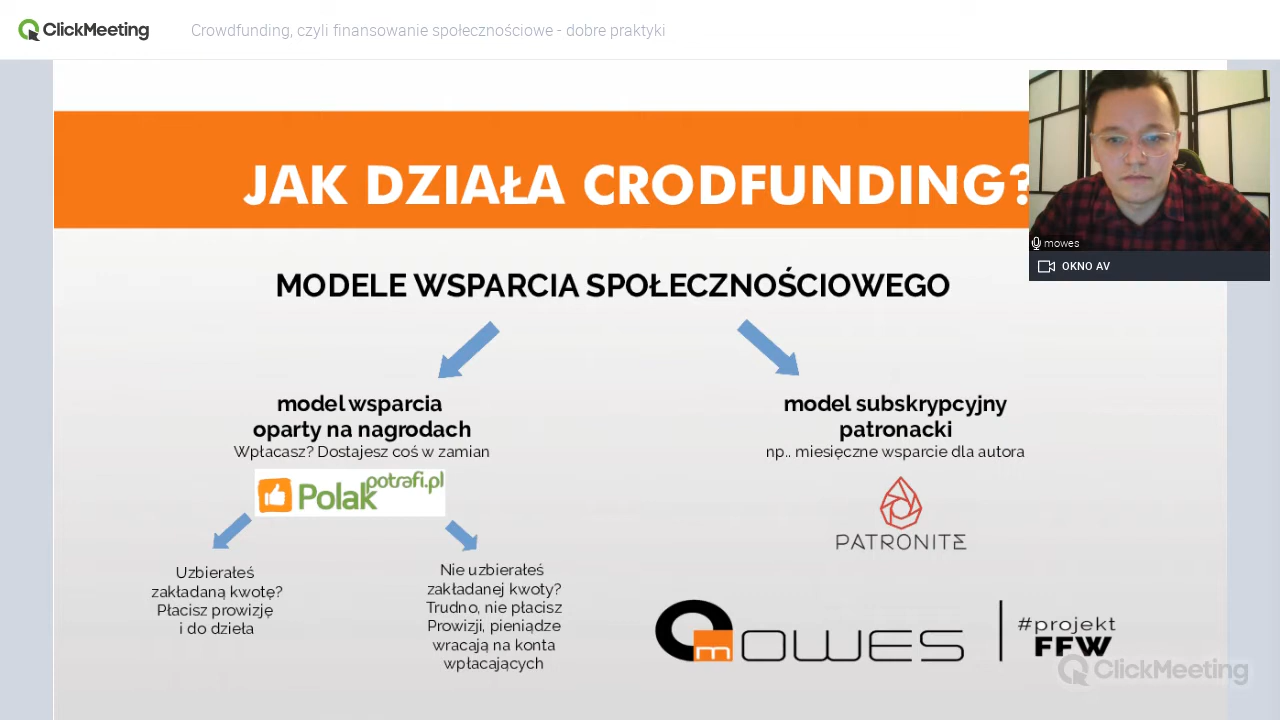 ClickMeeting
Crowdfunding, czyli finansowanie społecznościowe - dobre praktyki
JAK DZIAŁA CRODFUNDING?
mowes
OKNO AV
MODELE WSPARCIA SPOŁECZNOŚCIOWEGO
model wsparcia
oparty na nagrodach
Wpłacasz? Dostajesz coś w zamian
Polak potrafi.pl
Uzbierałeś
zakładaną kwotę?
Płacisz prowizję
i do dzieła
Nie uzbierałeś
zakładanej kwoty?
Trudno, nie płacisz
Prowizji, pieniądze
wracają na konta
wpłacających
model subskrypcyjny
patronacki
np.. miesięczne wsparcie dla autora
PATRONITE
m OWES
#projekt
FFW
ClickMeeting